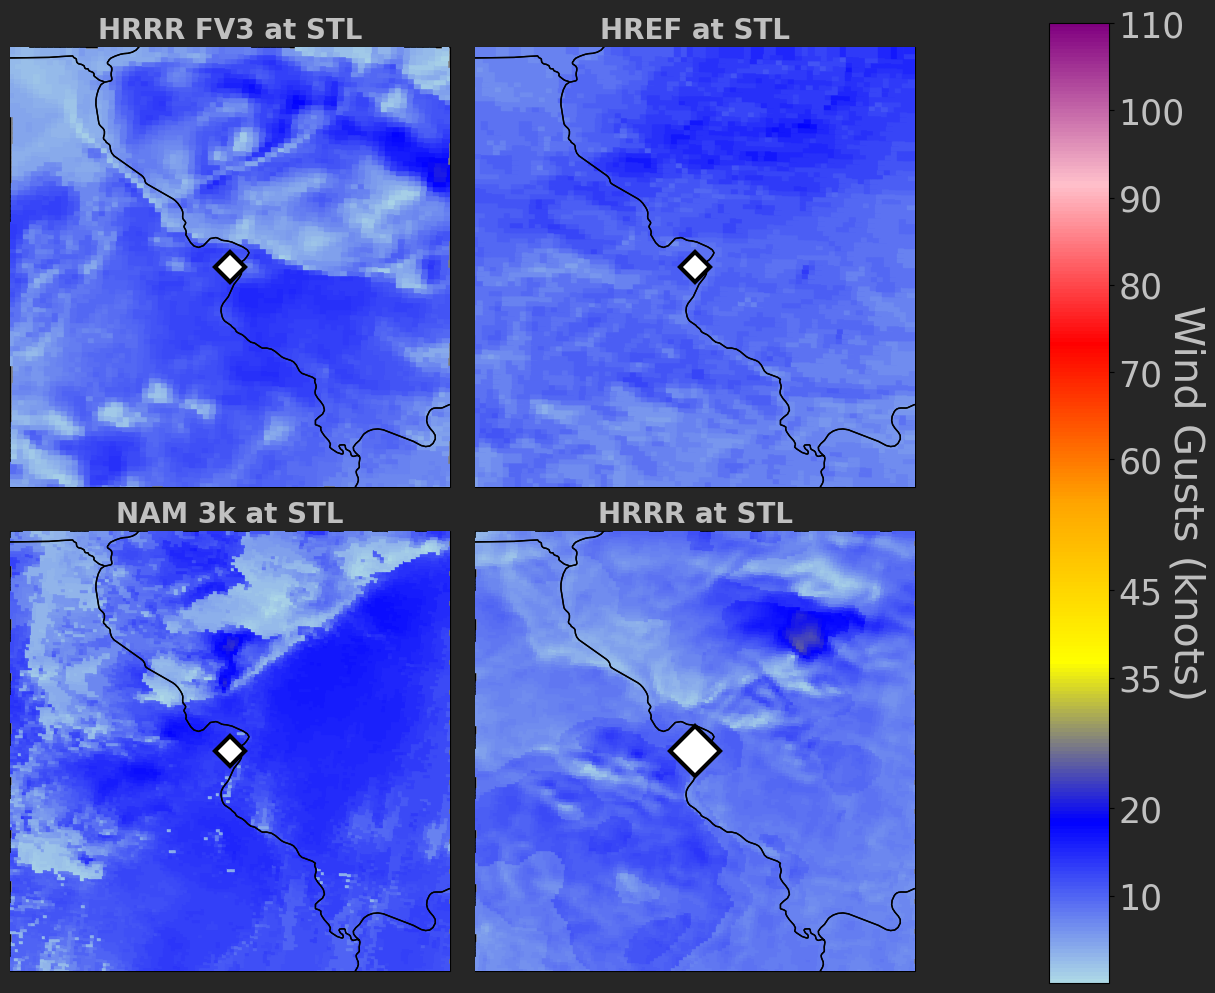 HRRR FV3 at STL
HREF at STL
NAM 3k at STL
HRRR at STL
110
100
90
80
70
60
45
35
20
10
Wind Gusts (knots)